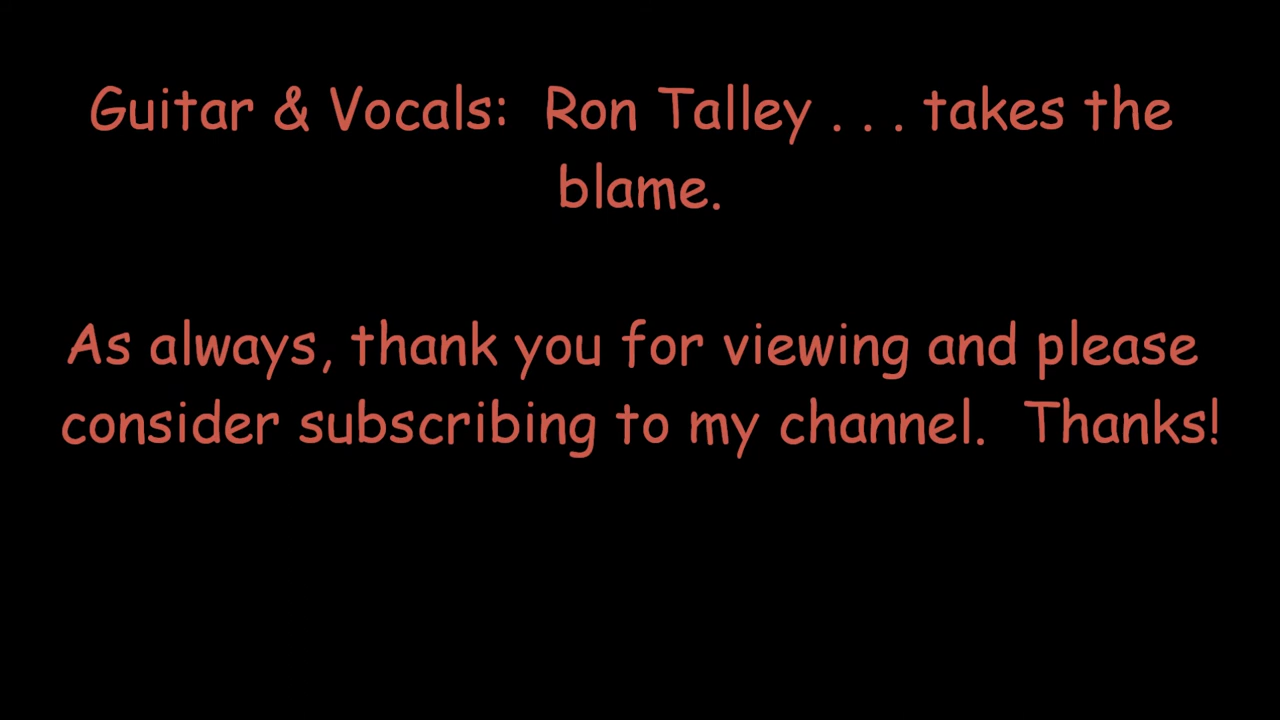 Guitar & Vocals:  Ron Talley . . . takes the
blame.
As always, thank you for viewing and please
consider subscribing to my channel.  Thanks!